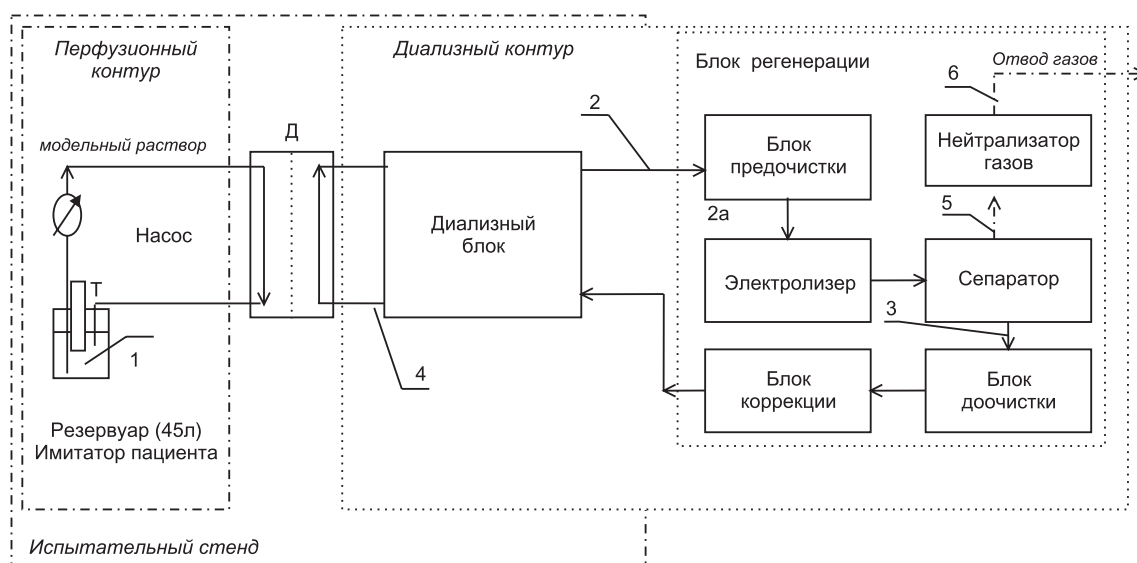 Перфузионный
контур
Диализный контур
Блок регенерации
Отвод газов
6
2
Д
модельный раствор
Блок
предочистки
Нейтрализатор
газов
2а
5
Насос
Диализный
блок
Электролизер
Сепаратор
Т
3
1
4
Блок
коррекции
Блок
доочистки
Резервуар (45л)
Имитатор пациента
Испытательный стенд